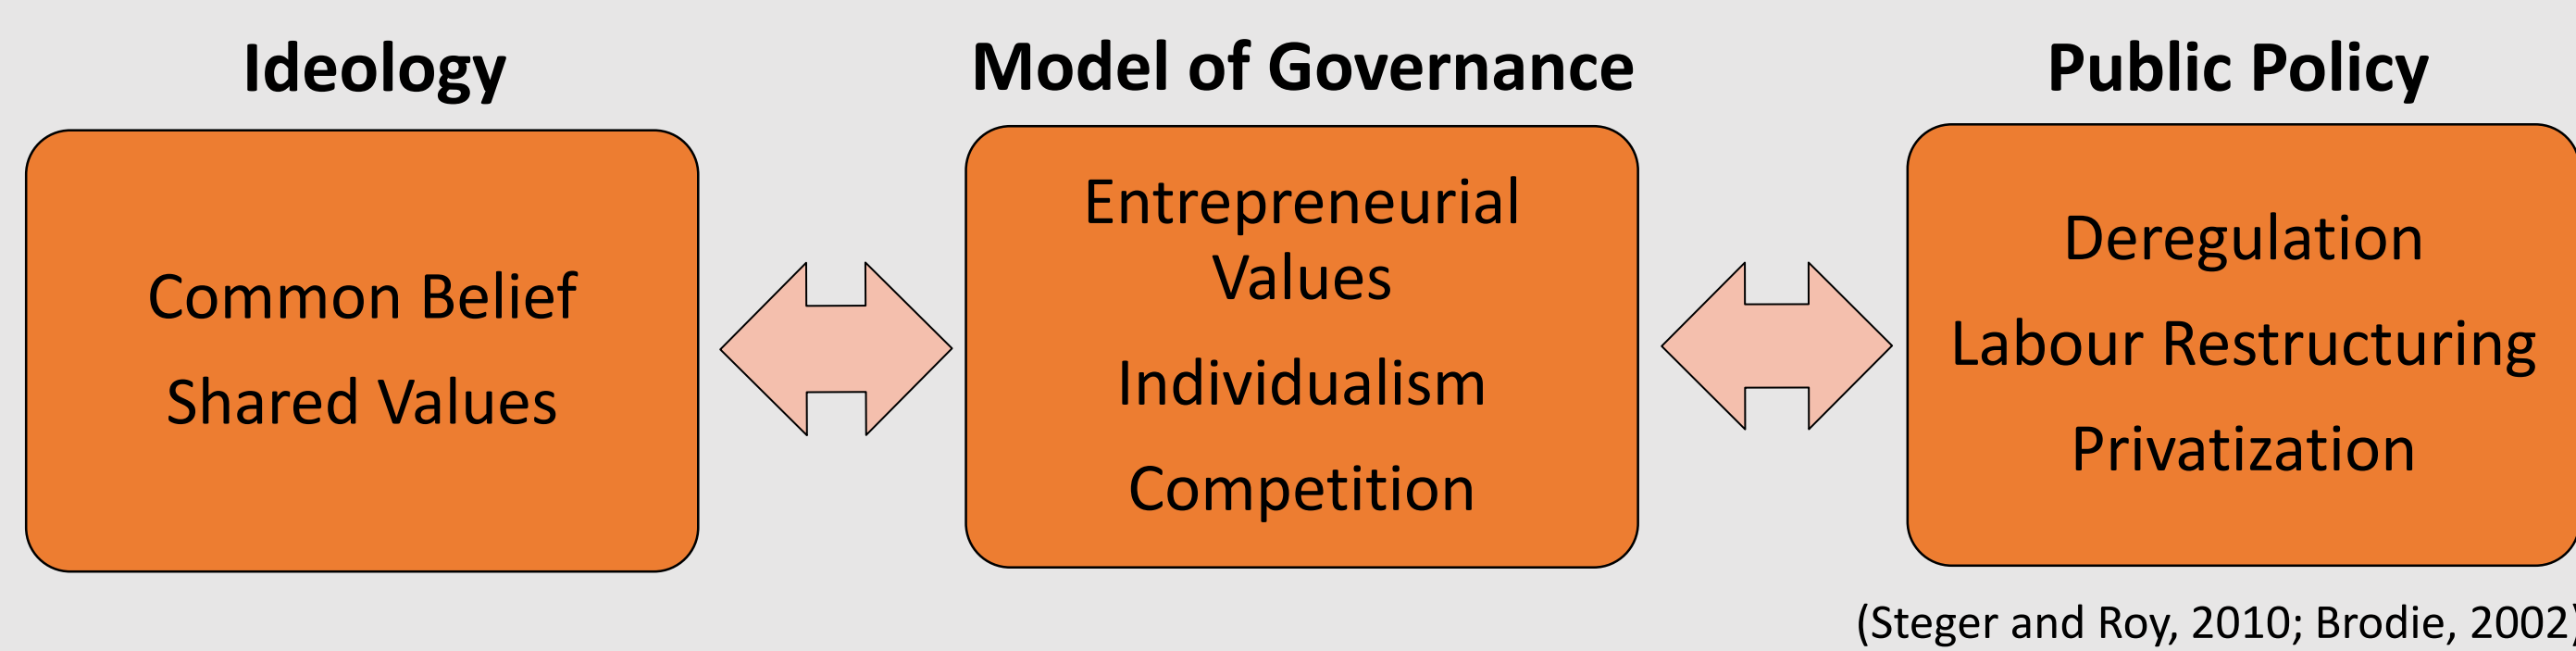 Ideology
Common Belief
Shared Values
Model of Governance
Entrepreneurial
Values
Individualism
Competition
Public Policy
Deregulation
Labour Restructuring
Privatization
(Steger and Roy, 2010; Brodie, 2002)